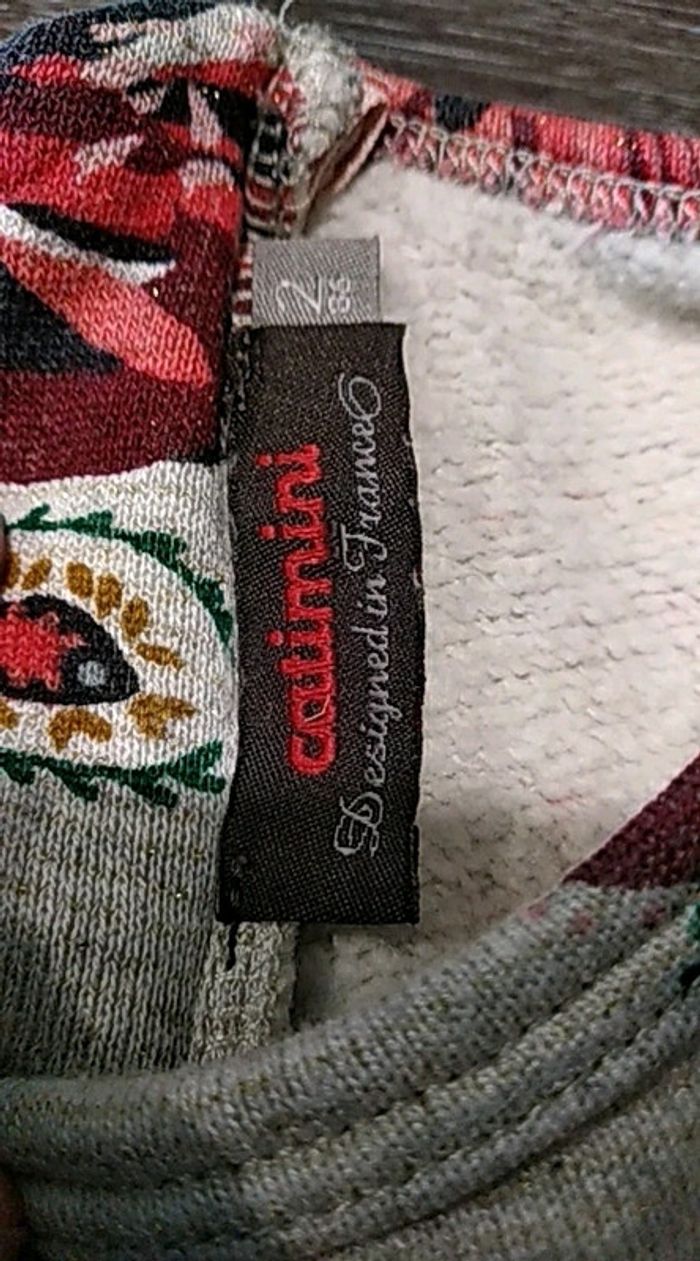 2
86
catimini
Designed in France